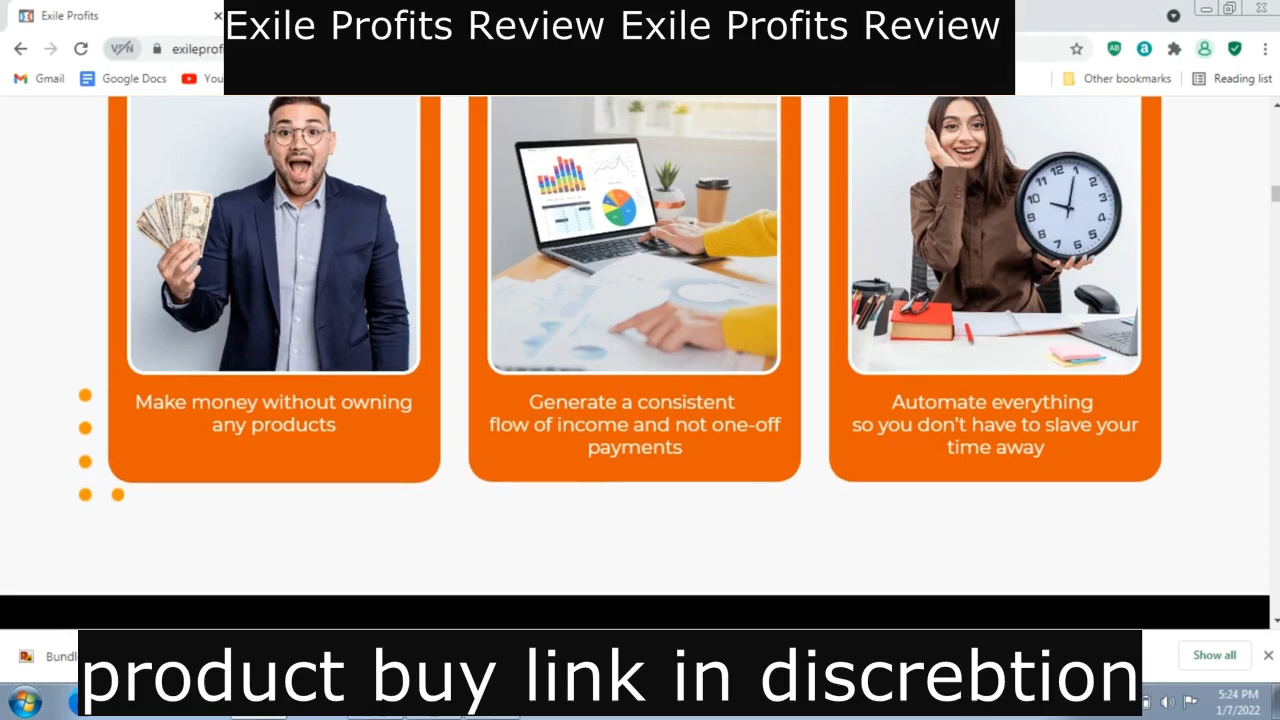 Exile Profits Review Exile Profits Review
Exile Profits
exileprof
Gmail
Google Docs
You
Other bookmarks
Reading list
Make money without owning
any products
Generate a consistent
flow of income and not one-off
payments
Automate everything
so you don't have to slave your
time away
Bundl
Show all
product buy link in discrebtion
5:24 PM
1/7/2022